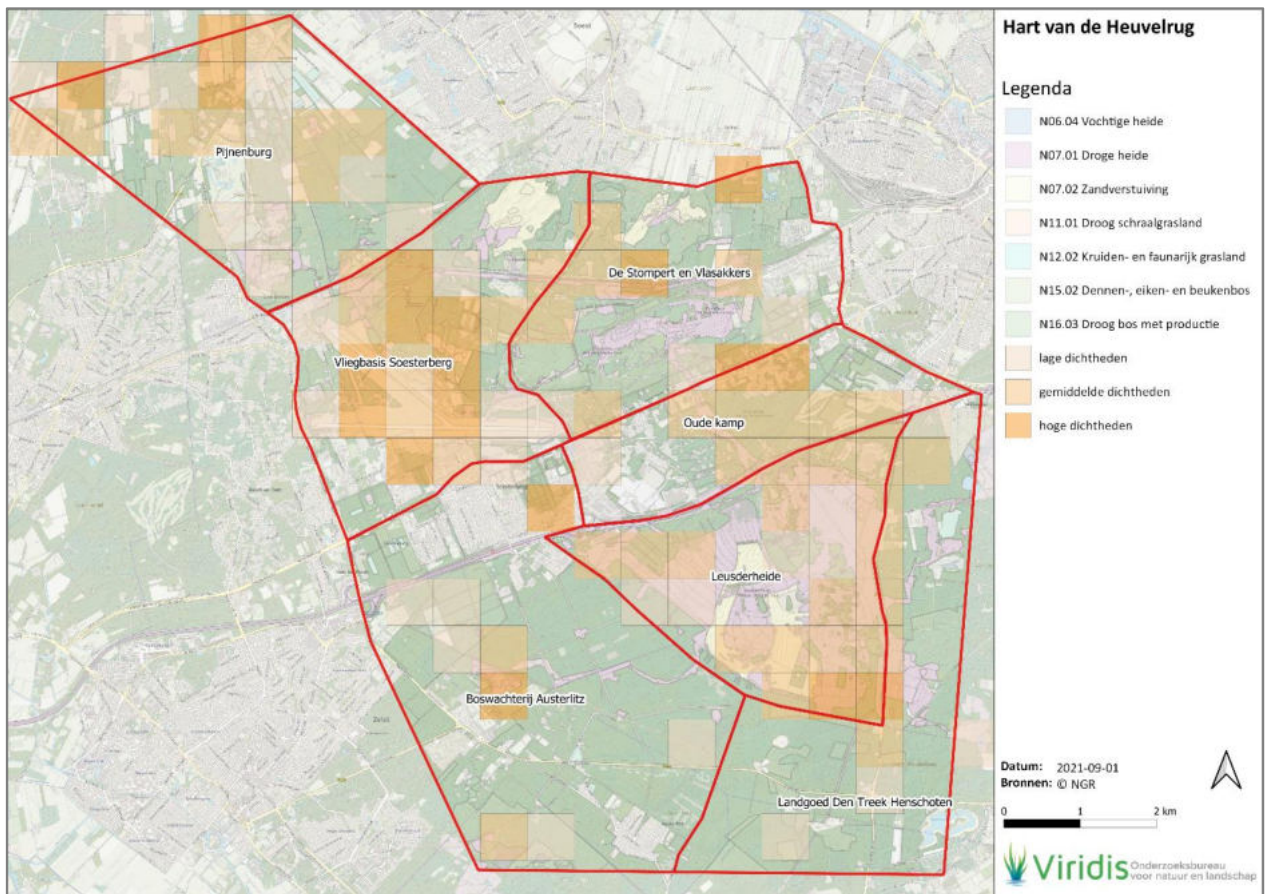 Hart van de Heuvelrug
Legenda
N06.04 Vochtige heide
N07.01 Droge heide
N07.02 Zandverstuiving
N11.01 Droog schraalgrasland
N12.02 Kruiden- en faunarijk grasland
N15.02 Dennen-, eiken- en beukenbos
N16.03 Droog bos met productie
lage dichtheden
gemiddelde dichtheden
hoge dichtheden
Pijnenburg
De Stompert en Vlasakkers
Vliegbasis Soesterberg
Oude kamp
Leusderheide
Boswachterij Austerlitz
Landgoed Den Treek Henschoten
Soest
Zeist
Datum: 2021-09-01
Bronnen: © NGR
0 1 2 km
Viridis Onderzoeksbureau
voor natuur en landschap